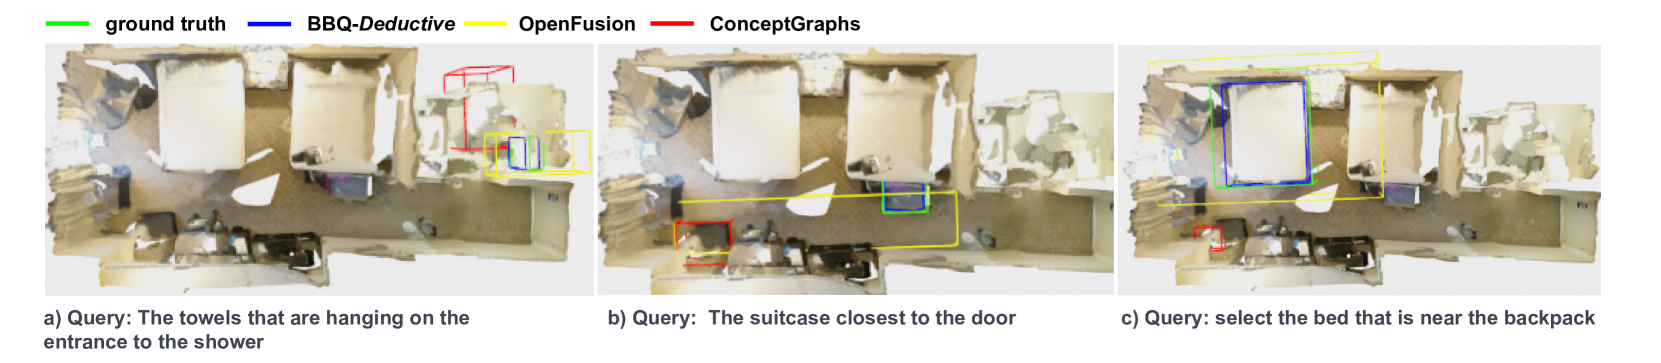 ground truth BBQ-Deductive OpenFusion ConceptGraphs
a) Query: The towels that are hanging on the
entrance to the shower
b) Query: The suitcase closest to the door
c) Query: select the bed that is near the backpack